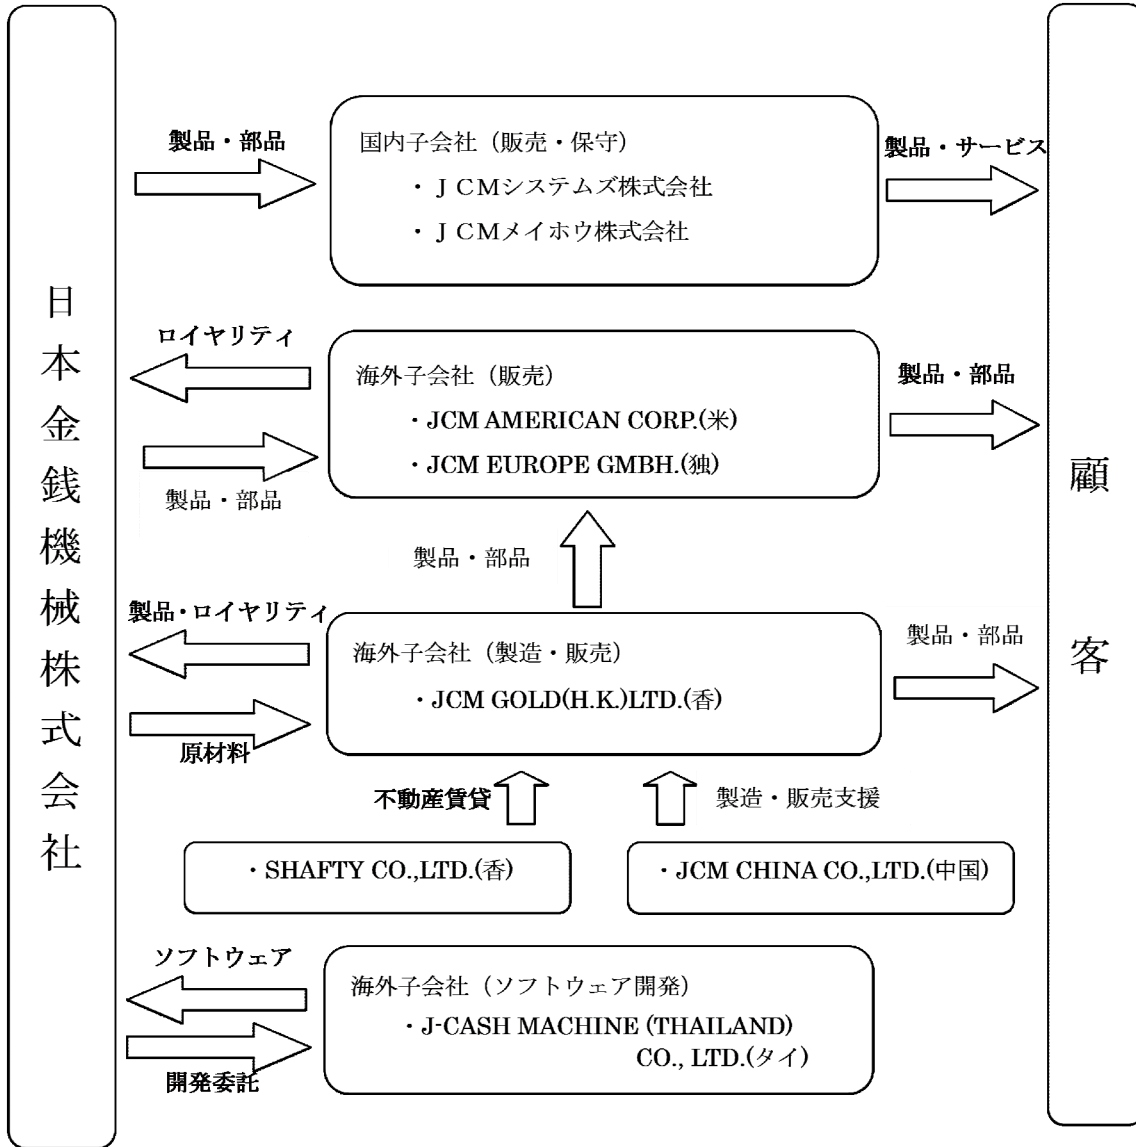 日本金銭機械株式会社
製品・部品
国内子会社（販売・保守）
・ＪＣＭシステムズ株式会社
・ＪＣＭメイホウ株式会社
製品・サービス
ロイヤリティ
製品・部品
海外子会社（販売）
・JCM AMERICAN CORP.(米)
・JCM EUROPE GMBH.(独)
製品・部品
製品・部品
製品・ロイヤリティ
原材料
海外子会社（製造・販売）
・JCM GOLD(H.K.)LTD.(香)
製品・部品
不動産賃貸
製造・販売支援
・SHAFTY CO.,LTD.(香)
・JCM CHINA CO.,LTD.(中国)
ソフトウェア
開発委託
海外子会社（ソフトウェア開発）
・J-CASH MACHINE (THAILAND)
CO., LTD.(タイ)
顧客